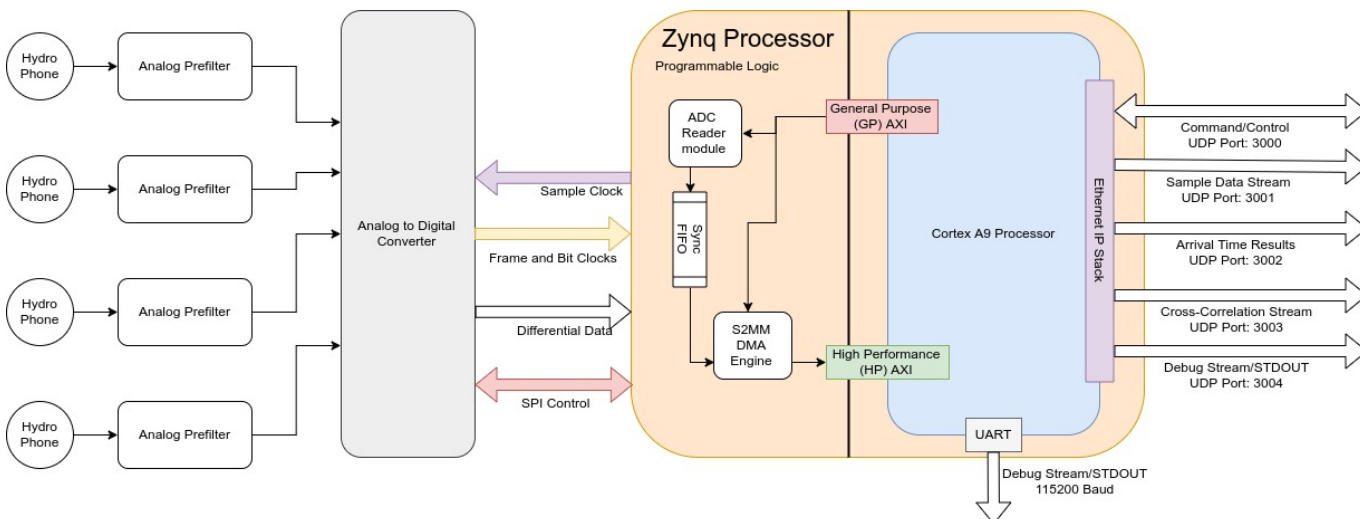 Hydro
Phone
Analog Prefilter
Hydro
Phone
Analog Prefilter
Hydro
Phone
Analog Prefilter
Hydro
Phone
Analog Prefilter
Analog to Digital
Converter
Sample Clock
Frame and Bit Clocks
Differential Data
SPI Control
Zynq Processor
Programmable Logic
ADC
Reader
module
Sync
FIFO
S2MM
DMA
Engine
General Purpose
(GP) AXI
High Performance
(HP) AXI
Cortex A9 Processor
Ethernet IP Stack
UART
Debug Stream/STDOUT
115200 Baud
Command/Control
UDP Port: 3000
Sample Data Stream
UDP Port: 3001
Arrival Time Results
UDP Port: 3002
Cross-Correlation Stream
UDP Port: 3003
Debug Stream/STDOUT
UDP Port: 3004